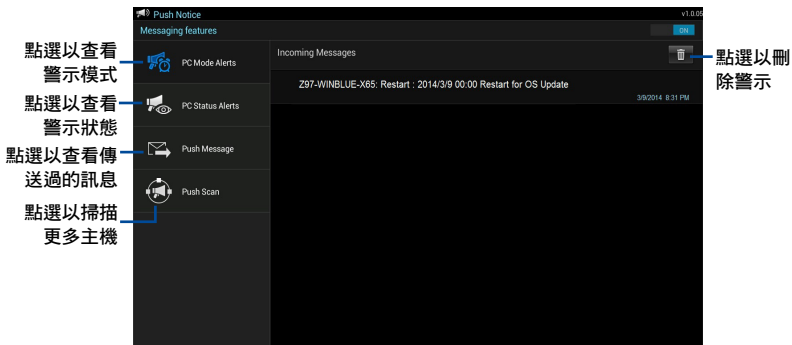 Push Notice
v1.0.05
Messaging features
ON
點選以查看
警示模式
PC Mode Alerts
Incoming Messages
點選以刪
除警示
Z97-WINBLUE-X65: Restart : 2014/3/9 00:00 Restart for OS Update
3/9/2014 8:31 PM
點選以查看
警示狀態
PC Status Alerts
點選以查看傳
送過的訊息
Push Message
Push Scan
點選以掃描
更多主機